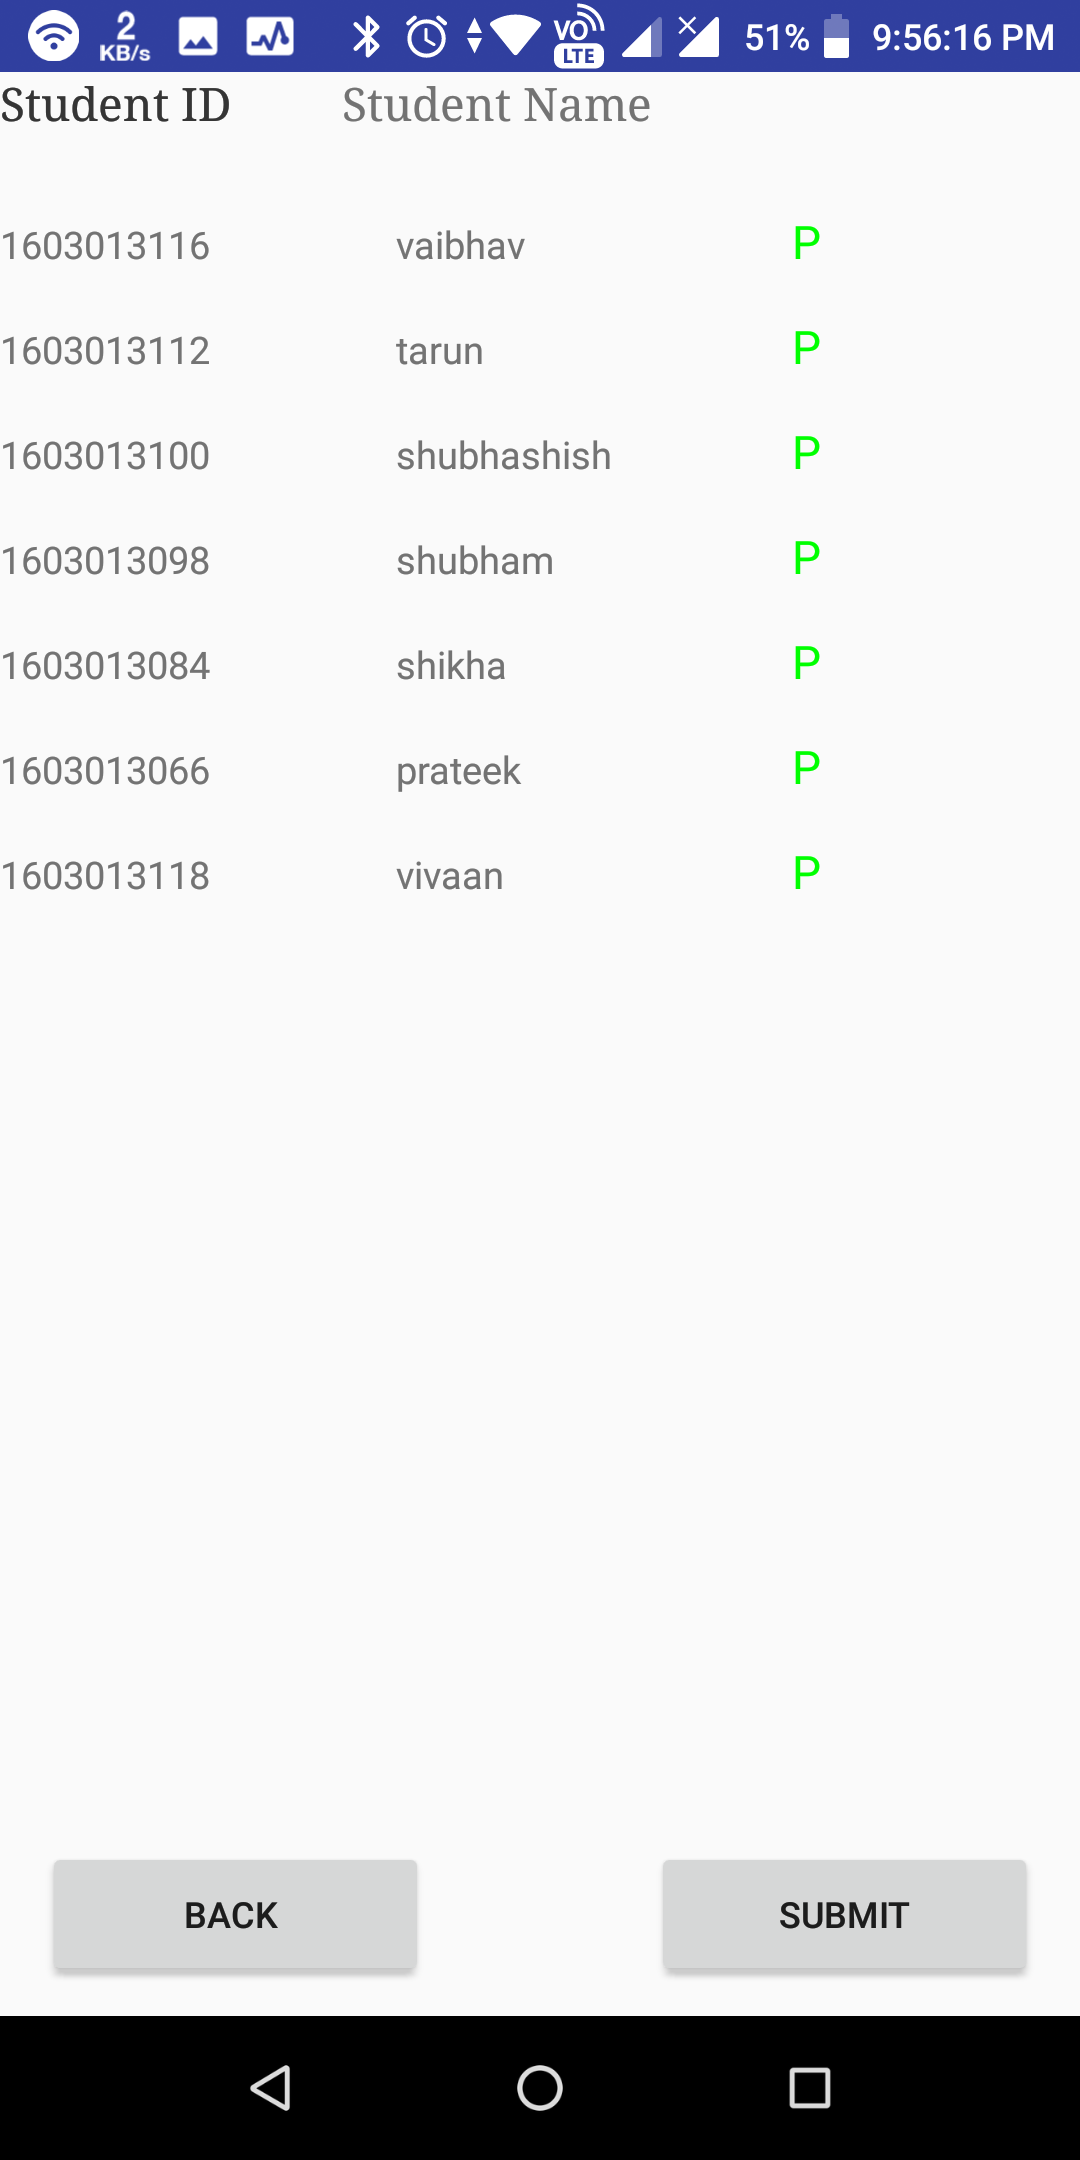 2 KB/s VO LTE 51% 9:56:16 PM
Student ID Student Name
1603013116 vaibhav P
1603013112 tarun P
1603013100 shubhashish P
1603013098 shubham P
1603013084 shikha P
1603013066 prateek P
1603013118 vivaan P
BACK SUBMIT